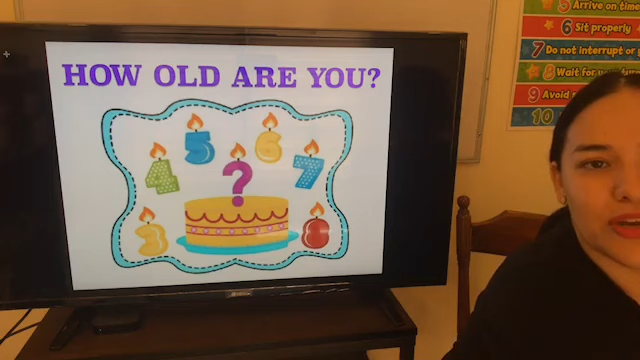 HOW OLD ARE YOU?
4
5
?
6
7
3
8
5 Arrive on time
6 Sit properly
7 Do not interrupt or
8 Wait for
9 Avoid
10